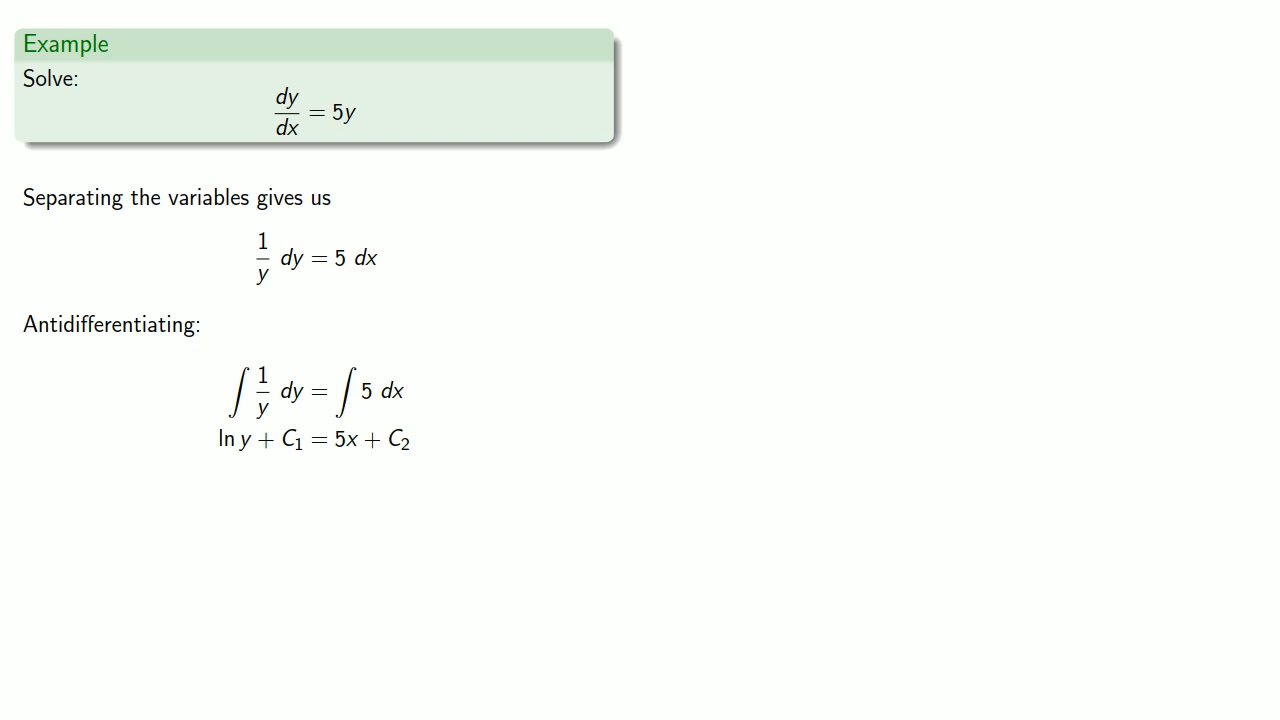 Example
Solve:
dy/dx = 5y
Separating the variables gives us
1/y dy = 5 dx
Antidifferentiating:
∫ 1/y dy = ∫ 5 dx
ln y + C₁ = 5x + C₂